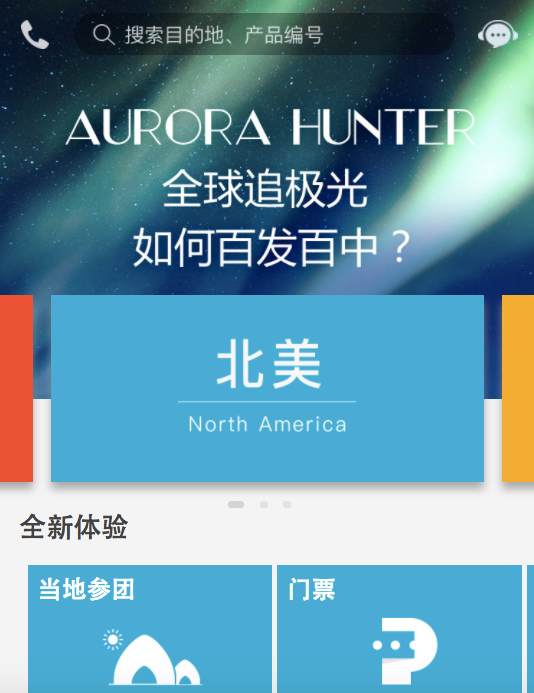 搜索目的地、产品编号
AURORA HUNTER
全球追极光
如何百发百中？
北美
North America
全新体验
当地参团
门票